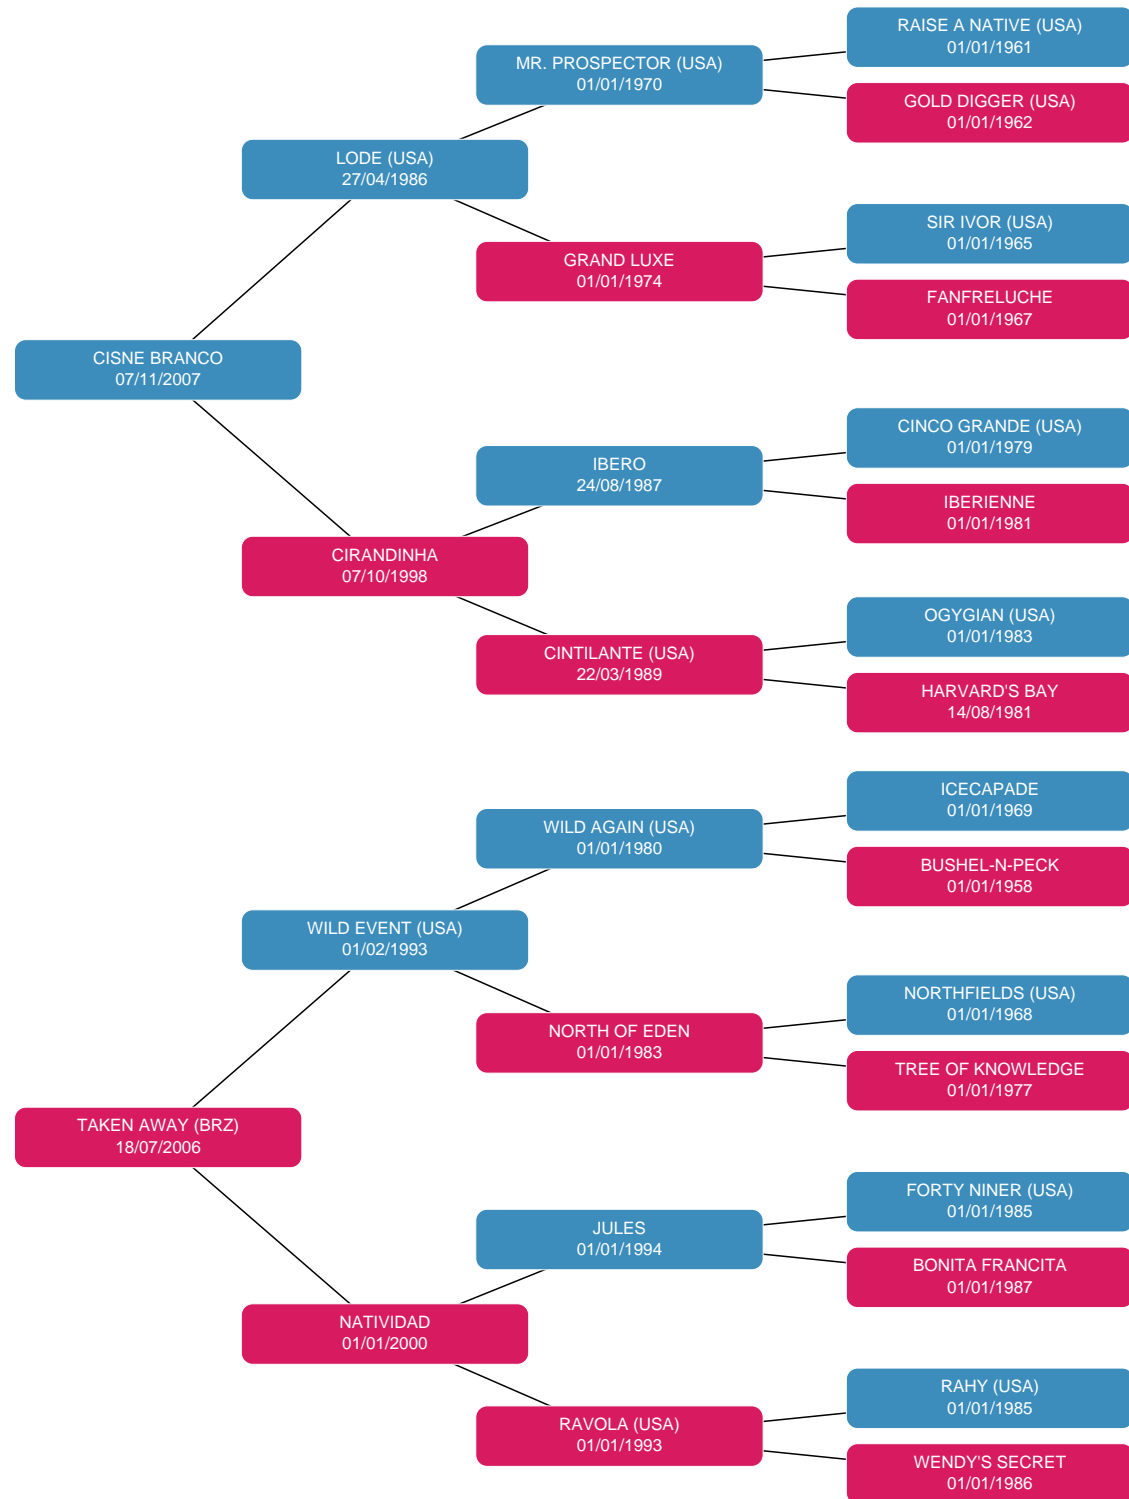 RAISE A NATIVE (USA)
01/01/1961
MR. PROSPECTOR (USA)
01/01/1970
GOLD DIGGER (USA)
01/01/1962
LODE (USA)
27/04/1986
SIR IVOR (USA)
01/01/1965
GRAND LUXE
01/01/1974
FANFRELUCHE
01/01/1967
CISNE BRANCO
07/11/2007
CINCO GRANDE (USA)
01/01/1979
IBERO
24/08/1987
IBERIENNE
01/01/1981
CIRANDINHA
07/10/1998
OGYGIAN (USA)
01/01/1983
CINTILANTE (USA)
22/03/1989
HARVARD'S BAY
14/08/1981
ICECAPADE
01/01/1969
WILD AGAIN (USA)
01/01/1980
BUSHEL-N-PECK
01/01/1958
WILD EVENT (USA)
01/02/1993
NORTHFIELDS (USA)
01/01/1968
NORTH OF EDEN
01/01/1983
TREE OF KNOWLEDGE
01/01/1977
TAKEN AWAY (BRZ)
18/07/2006
FORTY NINER (USA)
01/01/1985
JULES
01/01/1994
BONITA FRANCITA
01/01/1987
NATIVIDAD
01/01/2000
RAHY (USA)
01/01/1985
RAVOLA (USA)
01/01/1993
WENDY'S SECRET
01/01/1986